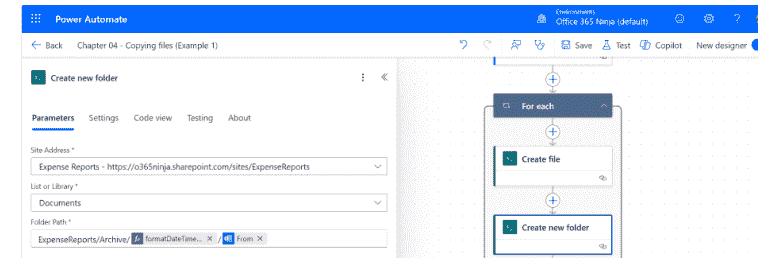 Power Automate
Environments
Office 365 Ninja (default)
?
Back
Chapter 04 - Copying files (Example 1)
Save
Test
Copilot
New designer
Create new folder
Parameters
Settings
Code view
Testing
About
Site Address *
Expense Reports - https://o365ninja.sharepoint.com/sites/ExpenseReports
List or Library *
Documents
Folder Path *
ExpenseReports/Archive/ formatDateTime... × / From ×
For each
Create file
Create new folder